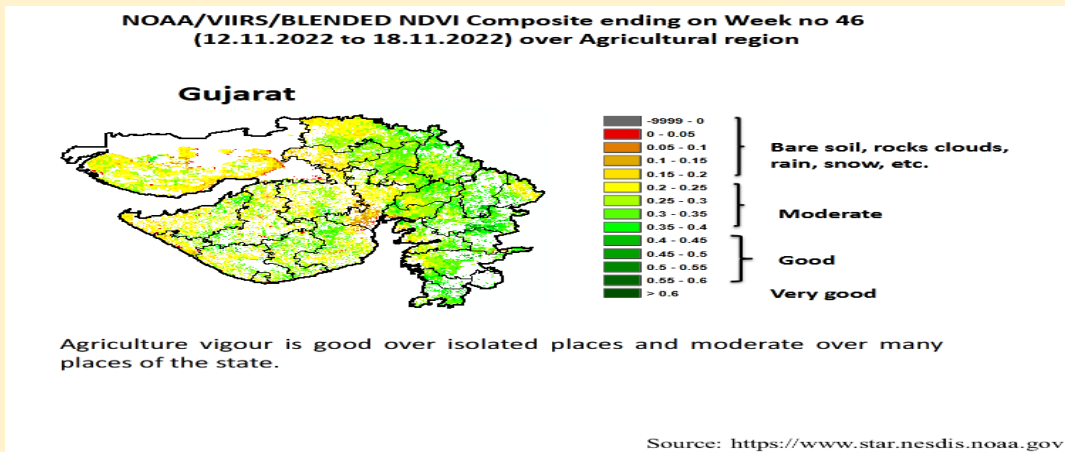 NOAA/VIIRS/BLENDED NDVI Composite ending on Week no 46
(12.11.2022 to 18.11.2022) over Agricultural region
Gujarat
-9999 - 0
0 - 0.05
0.05 - 0.1
0.1 - 0.15
0.15 - 0.2
0.2 - 0.25
0.25 - 0.3
0.3 - 0.35
0.35 - 0.4
0.4 - 0.45
0.45 - 0.5
0.5 - 0.55
0.55 - 0.6
> 0.6
Bare soil, rocks clouds,
rain, snow, etc.
Moderate
Good
Very good
Agriculture vigour is good over isolated places and moderate over many
places of the state.
Source: https://www.star.nesdis.noaa.gov